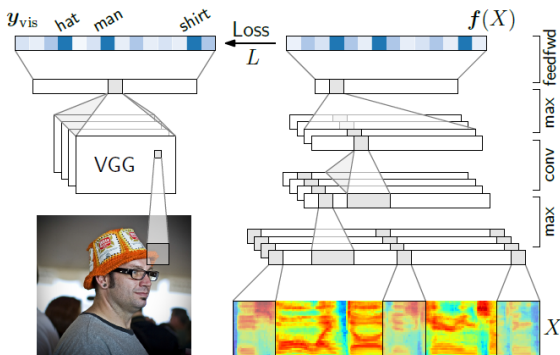 y_vis hat man shirt
Loss
L
f(X)
feedfwd
max
conv
max
VGG
X